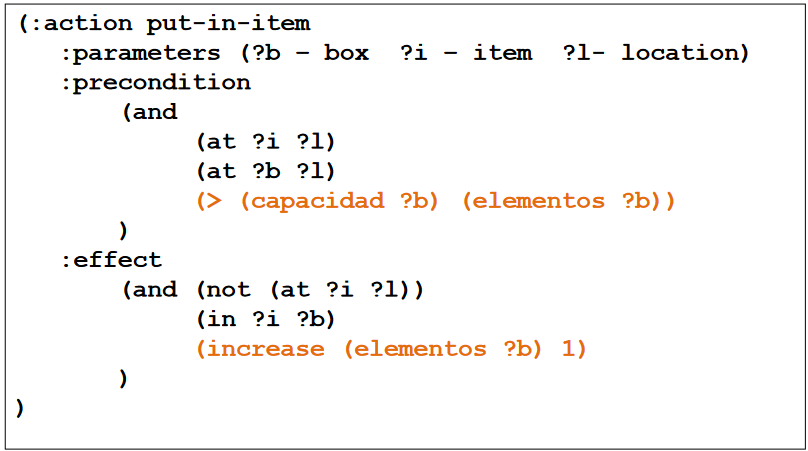 (:action put-in-item
:parameters (?b – box ?i – item ?l- location)
:precondition
(and
(at ?i ?l)
(at ?b ?l)
(> (capacidad ?b) (elementos ?b))
)
:effect
(and (not (at ?i ?l))
(in ?i ?b)
(increase (elementos ?b) 1)
)
)